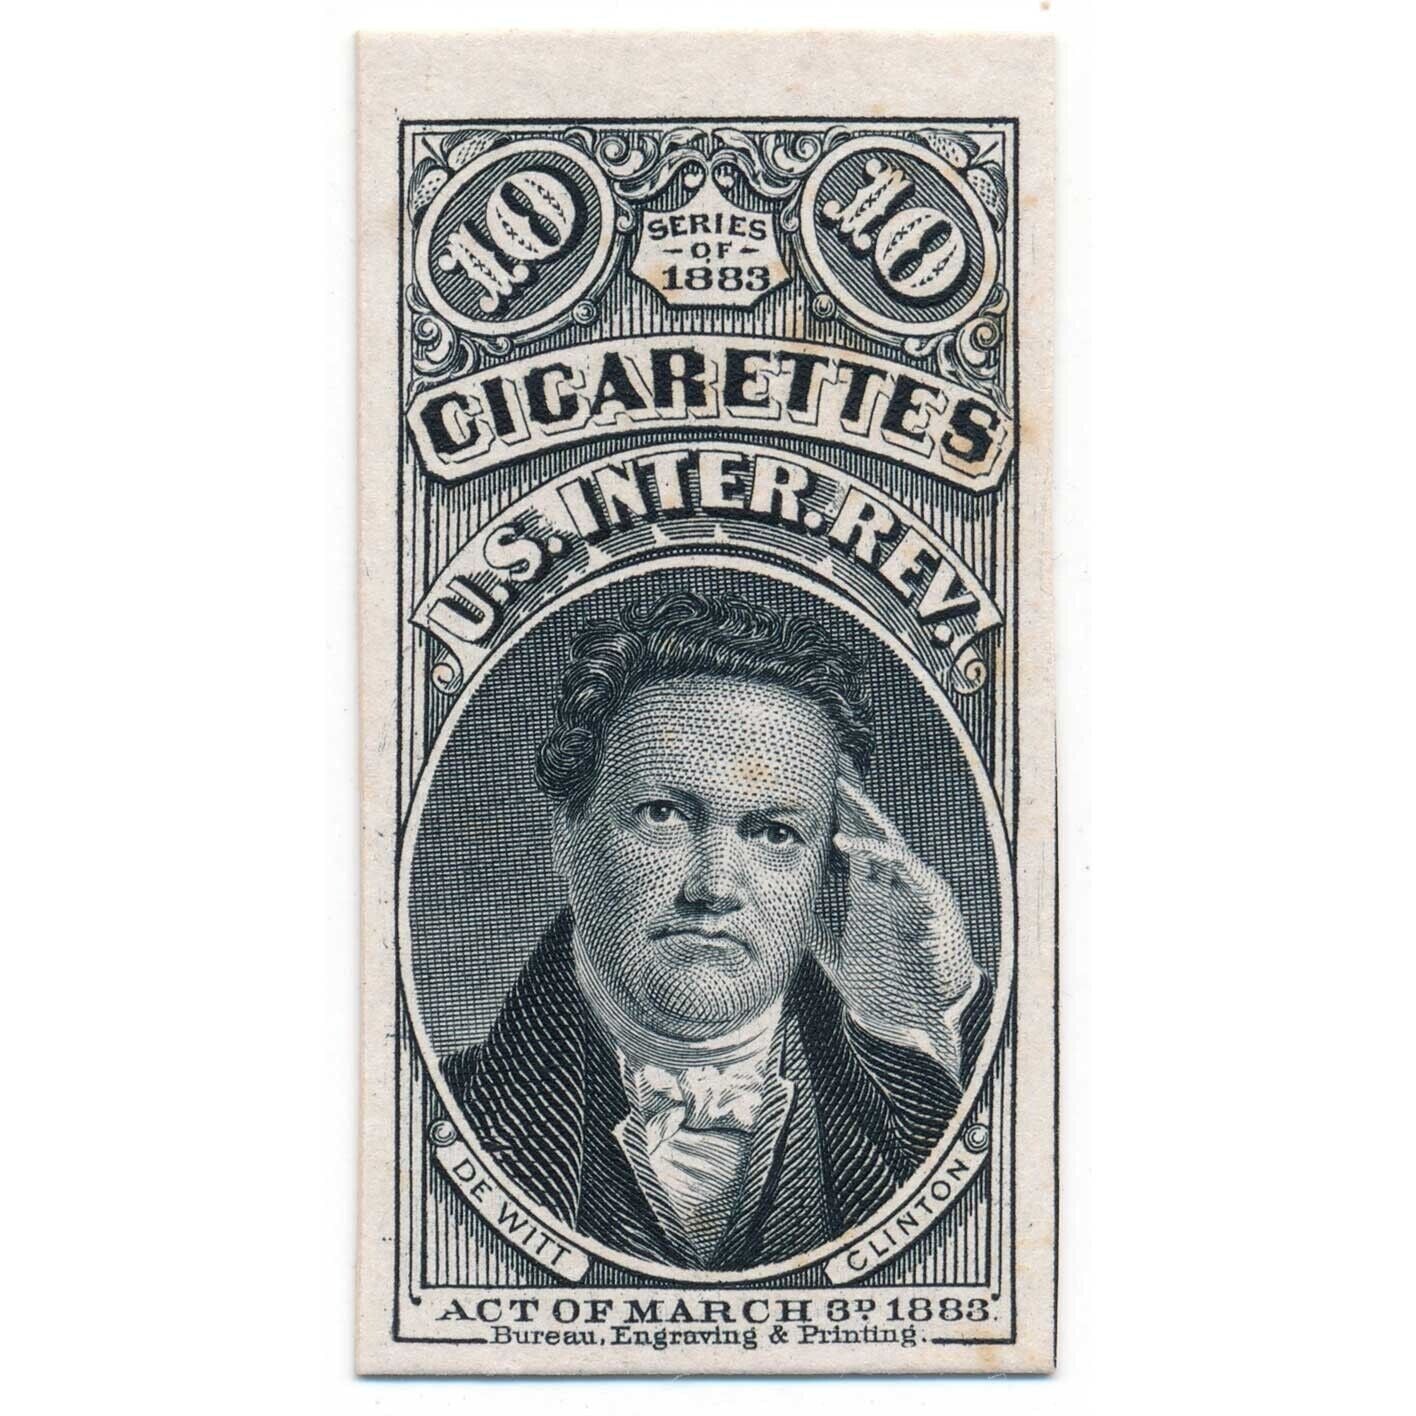 10
SERIES
OF
1883
10
CIGARETTES
U.S. INTER. REV.
DE WITT CLINTON
ACT OF MARCH 3D 1883.
Bureau, Engraving & Printing.